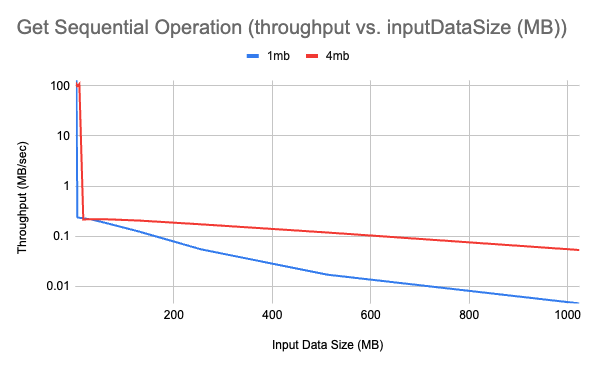 Get Sequential Operation (throughput vs. inputDataSize (MB))
1mb 4mb
Throughput (MB/sec)
100
10
1
0.1
0.01
200 400 600 800 1000
Input Data Size (MB)